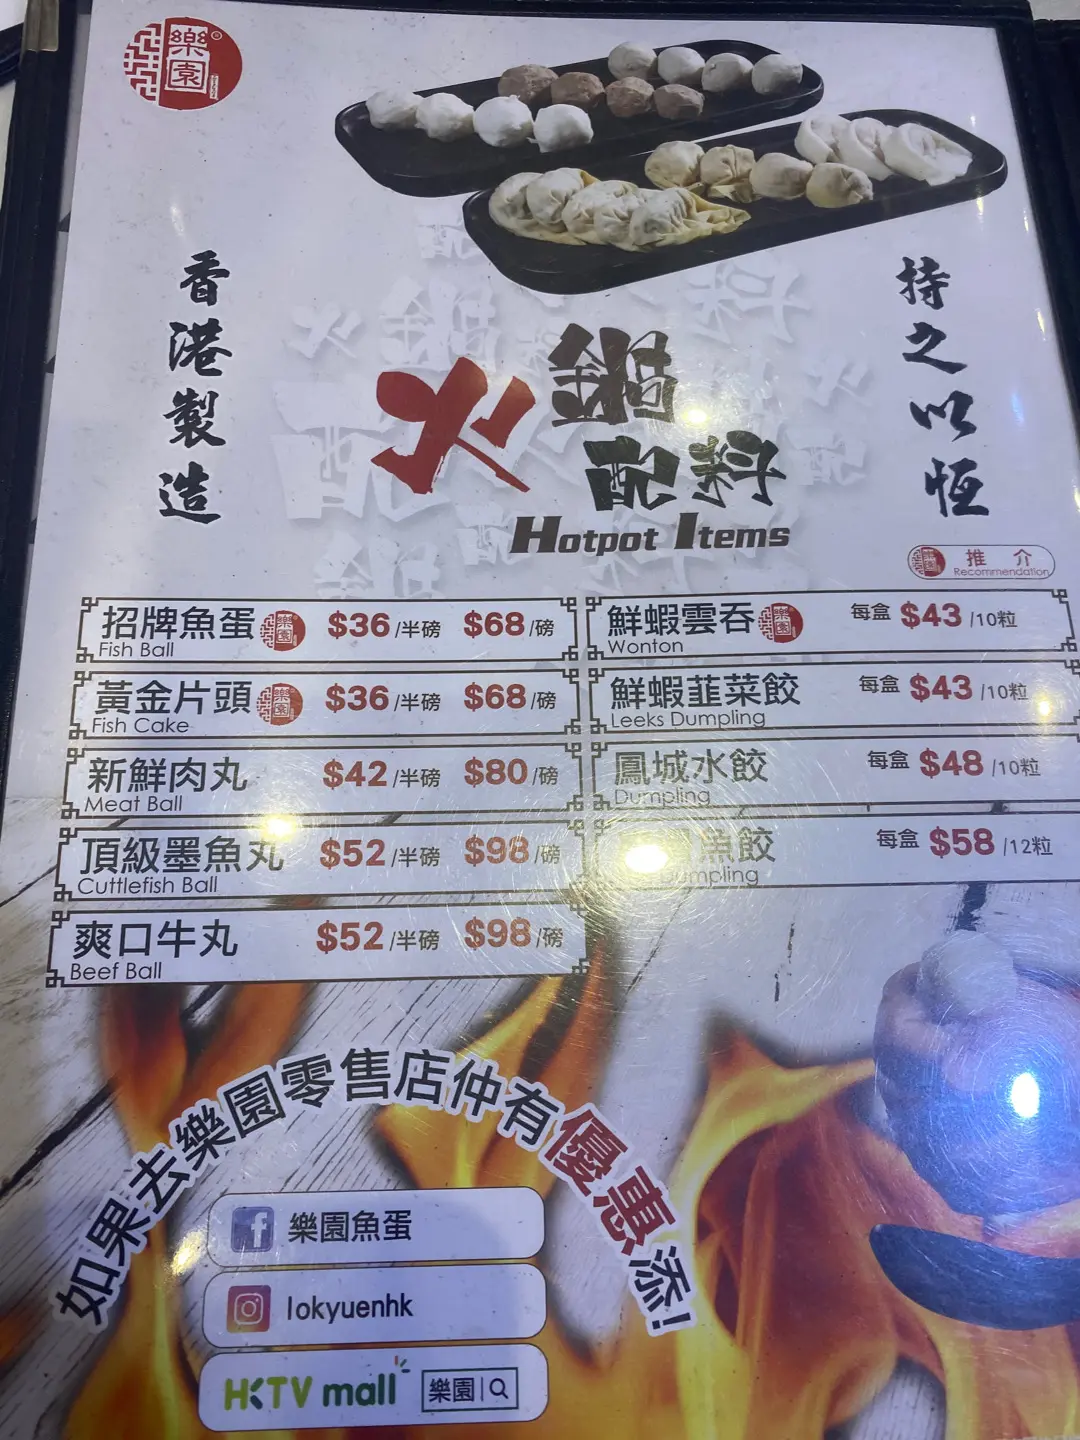 樂園
香港製造
持之以恆
火鍋
配料
Hotpot Items
推介
Recommendation
招牌魚蛋 樂園 $36/半磅 $68/磅
Fish Ball
黃金片頭 樂園 $36/半磅 $68/磅
Fish Cake
新鮮肉丸 $42/半磅 $80/磅
Meat Ball
頂級墨魚丸 $52/半磅 $98/磅
Cuttlefish Ball
爽口牛丸 $52/半磅 $98/磅
Beef Ball
鮮蝦雲吞 樂園 每盒 $43/10粒
Wonton
鮮蝦韮菜餃 每盒 $43/10粒
Leeks Dumpling
鳳城水餃 每盒 $48/10粒
Dumpling
魚餃 每盒 $58/12粒
Dumpling
如果去樂園零售店仲有優惠添!
樂園魚蛋
lokyuenhk
HKTV mall 樂園